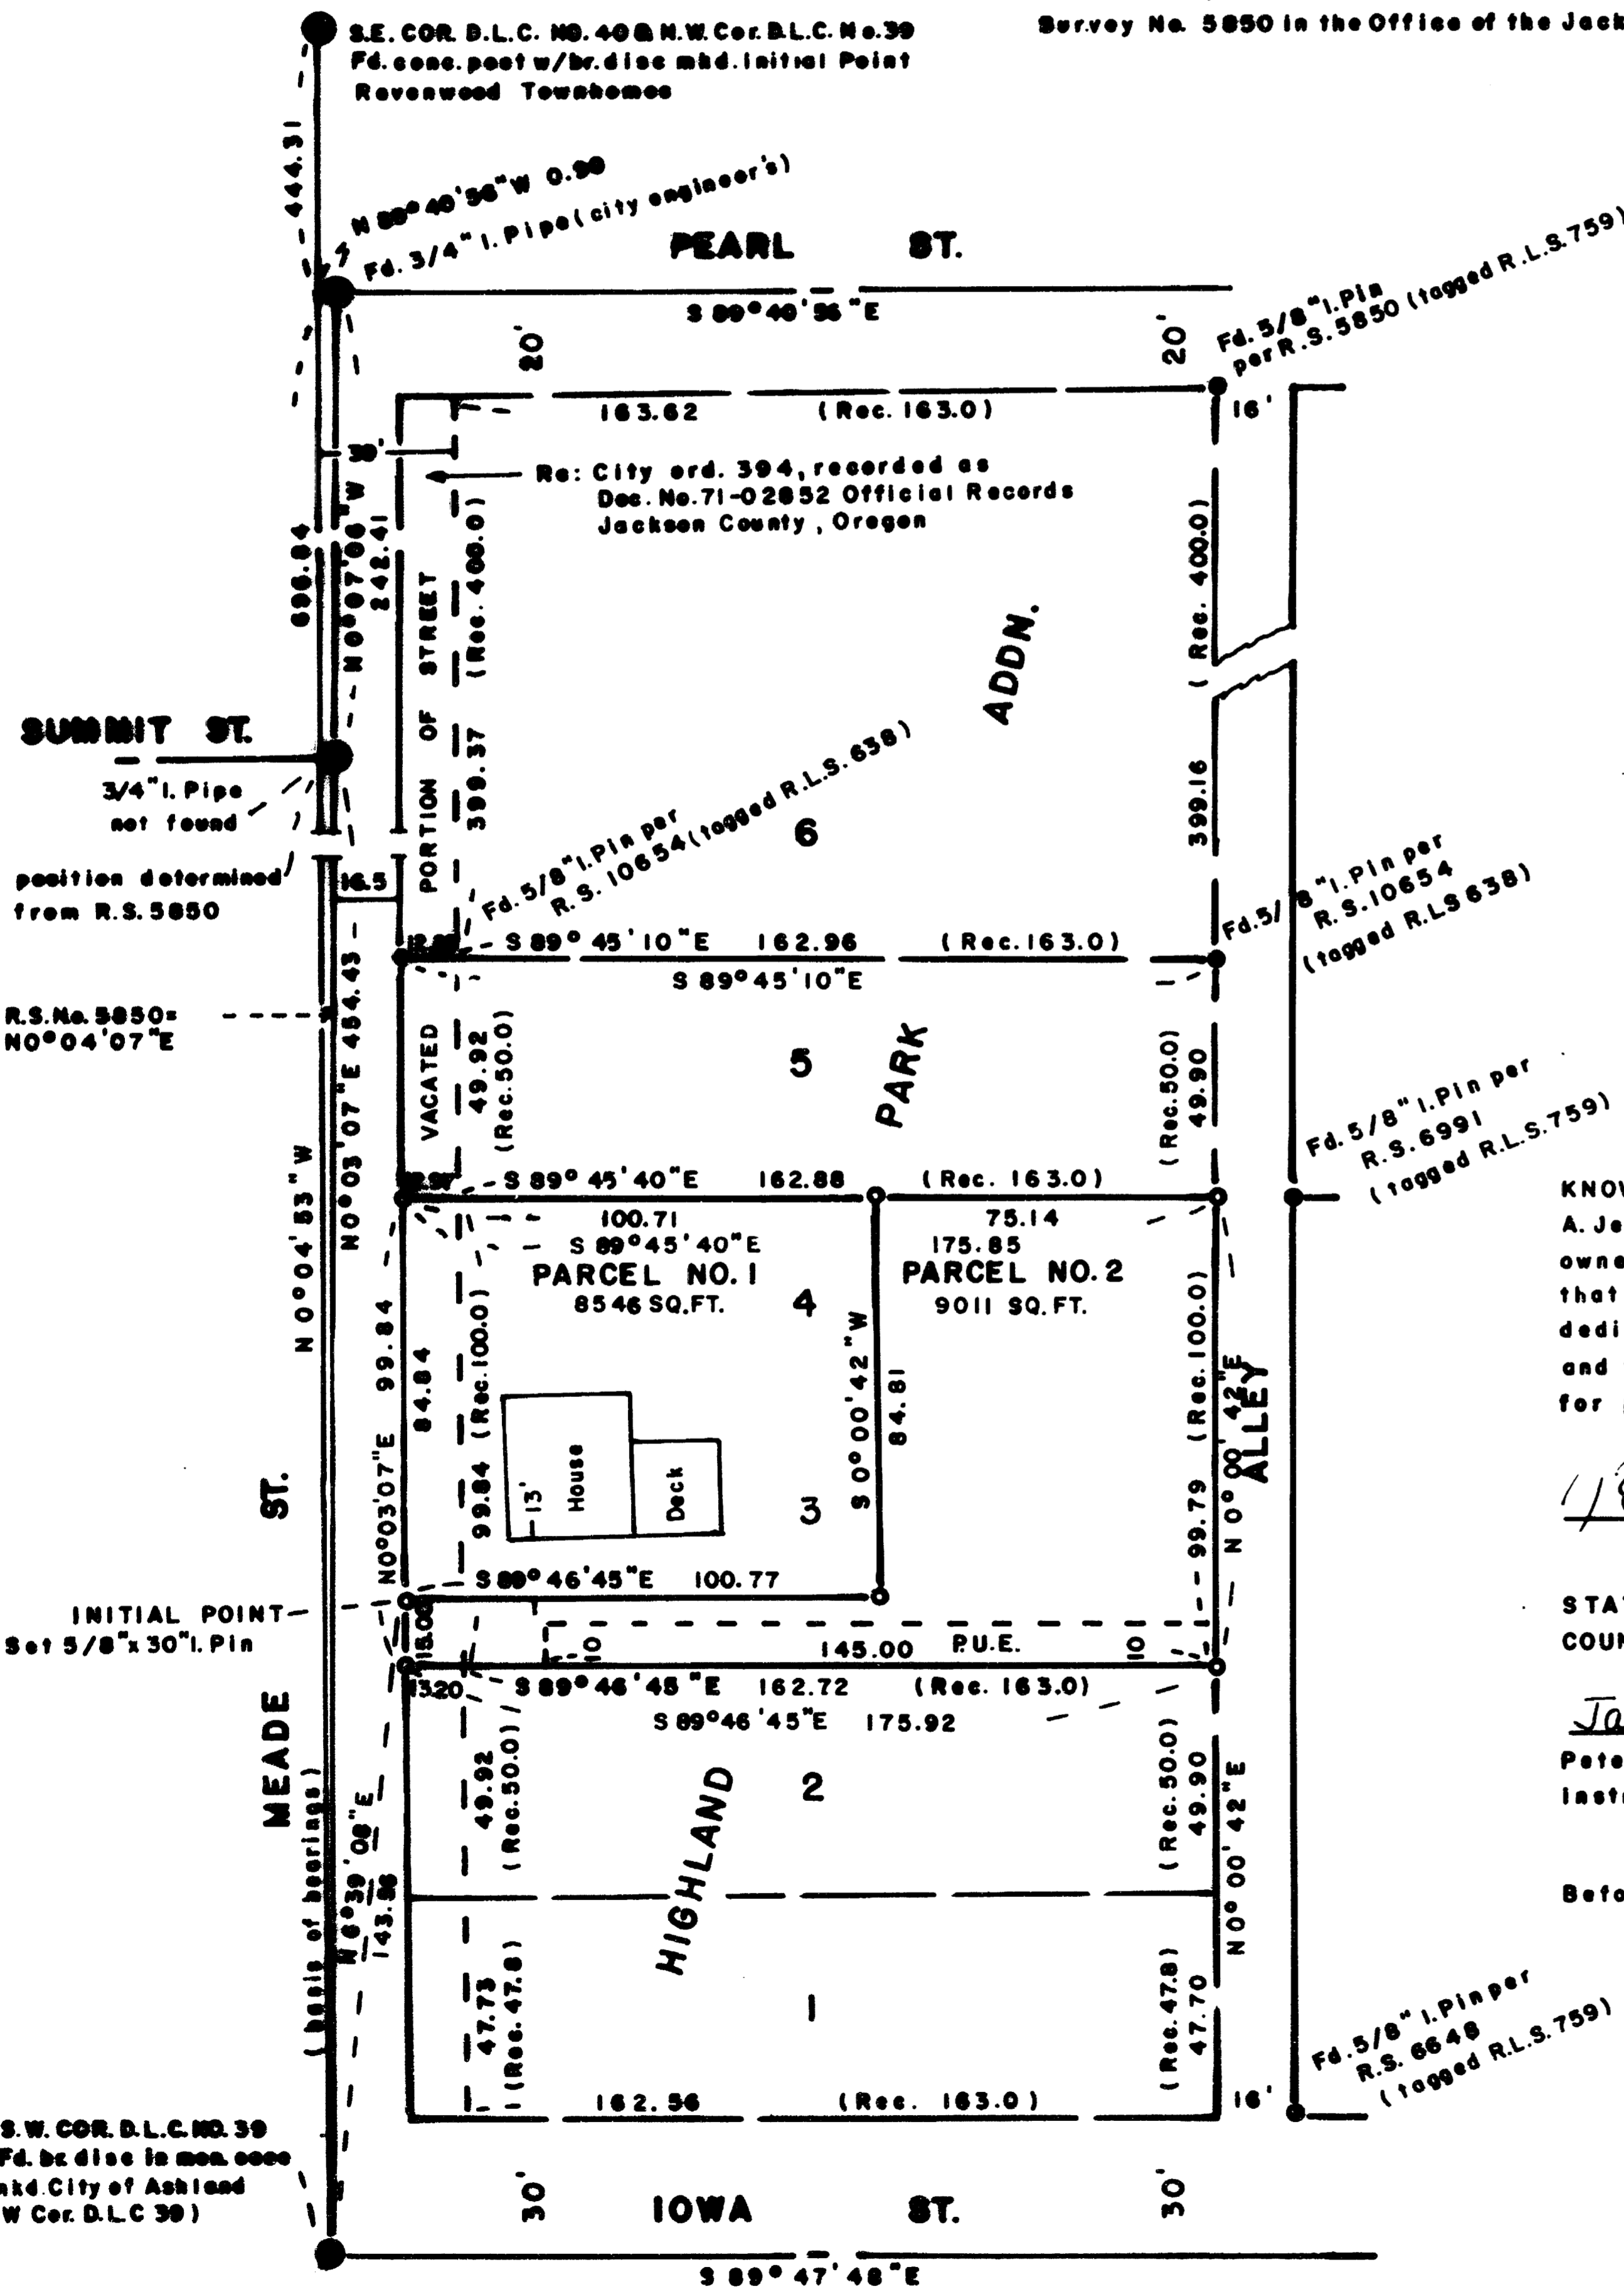 S.E. COR. D.L.C. NO. 40 & N.W. Cor. D.L.C. No. 39
Fd. conc. post w/br. disc mkd. Initial Point
Ravenwood Townhomes
Survey No. 5850 in the Office of the Jack
444.31
N 89° 40' 56" W 0.90
Fd. 3/4" I. Pipe (city engineer's)
PEARL ST.
S 89° 40' 56" E
20'
20'
Fd. 5/8" I. Pin
per R.S. 5850 (tagged R.L.S. 759)
163.62 (Rec. 163.0)
16'
30'
Re: City ord. 394, recorded as
Doc. No. 71-02852 Official Records
Jackson County, Oregon
696.84
N 0° 07' 06" W
242.41
VACATED PORTION OF STREET
399.37 (Rec. 400.0)
399.16 (Rec. 400.0)
HIGHLAND PARK ADDN.
SUMMIT ST.
3/4" I. Pipe
not found
position determined
from R.S. 5850
16.5
6
Fd. 5/8" I. Pin per
R.S. 10654 (tagged R.L.S. 638)
Fd. 5/8" I. Pin per
R.S. 10654
(tagged R.L.S 638)
S 89° 45' 10" E 162.96 (Rec. 163.0)
S 89° 45' 10" E
R.S. No. 5850=
N0° 04' 07" E
N 0° 04' 53" W
N0° 03' 07" E 454.43
49.92
(Rec. 50.0)
5
(Rec. 50.0)
49.90
Fd. 5/8" I. Pin per
R.S. 6991
(tagged R.L.S. 759)
S 89° 45' 40" E 162.88 (Rec. 163.0)
100.71 75.14
S 89° 45' 40" E 175.85
PARCEL NO. 1
8546 SQ. FT.
4
PARCEL NO. 2
9011 SQ. FT.
N0° 03' 07" E 99.84
84.84
99.84 (Rec. 100.0)
S 0° 00' 42" W
84.81
99.79 (Rec. 100.0)
N 0° 00' 42" E
ALLEY
13'
House
Deck
3
S 89° 46' 45" E 100.77
INITIAL POINT
Set 5/8" x 30" I. Pin
15.00
10
145.00 P.U.E.
10
13.20
S 89° 46' 45" E 162.72 (Rec. 163.0)
S 89° 46' 45" E 175.92
MEADE ST.
(basis of bearings)
N 6° 39' 08" E
49.92
(Rec. 50.0)
2
(Rec. 50.0)
49.90
N0° 00' 42" E
47.73
(Rec. 47.8)
1
(Rec. 47.8)
47.70
162.56 (Rec. 163.0)
16'
Fd. 5/8" I. Pin per
R.S. 6648
(tagged R.L.S. 759)
S.W. COR. D.L.C. NO. 39
Fd. br. disc in mon. case
mkd. City of Ashland
W Cor. D.L.C 39)
30'
30'
IOWA ST.
S 89° 47' 48" E
KNOW
A. Je
owne
that
dedi
and
for
STA
COUN
Ja
Pete
instr
Befo